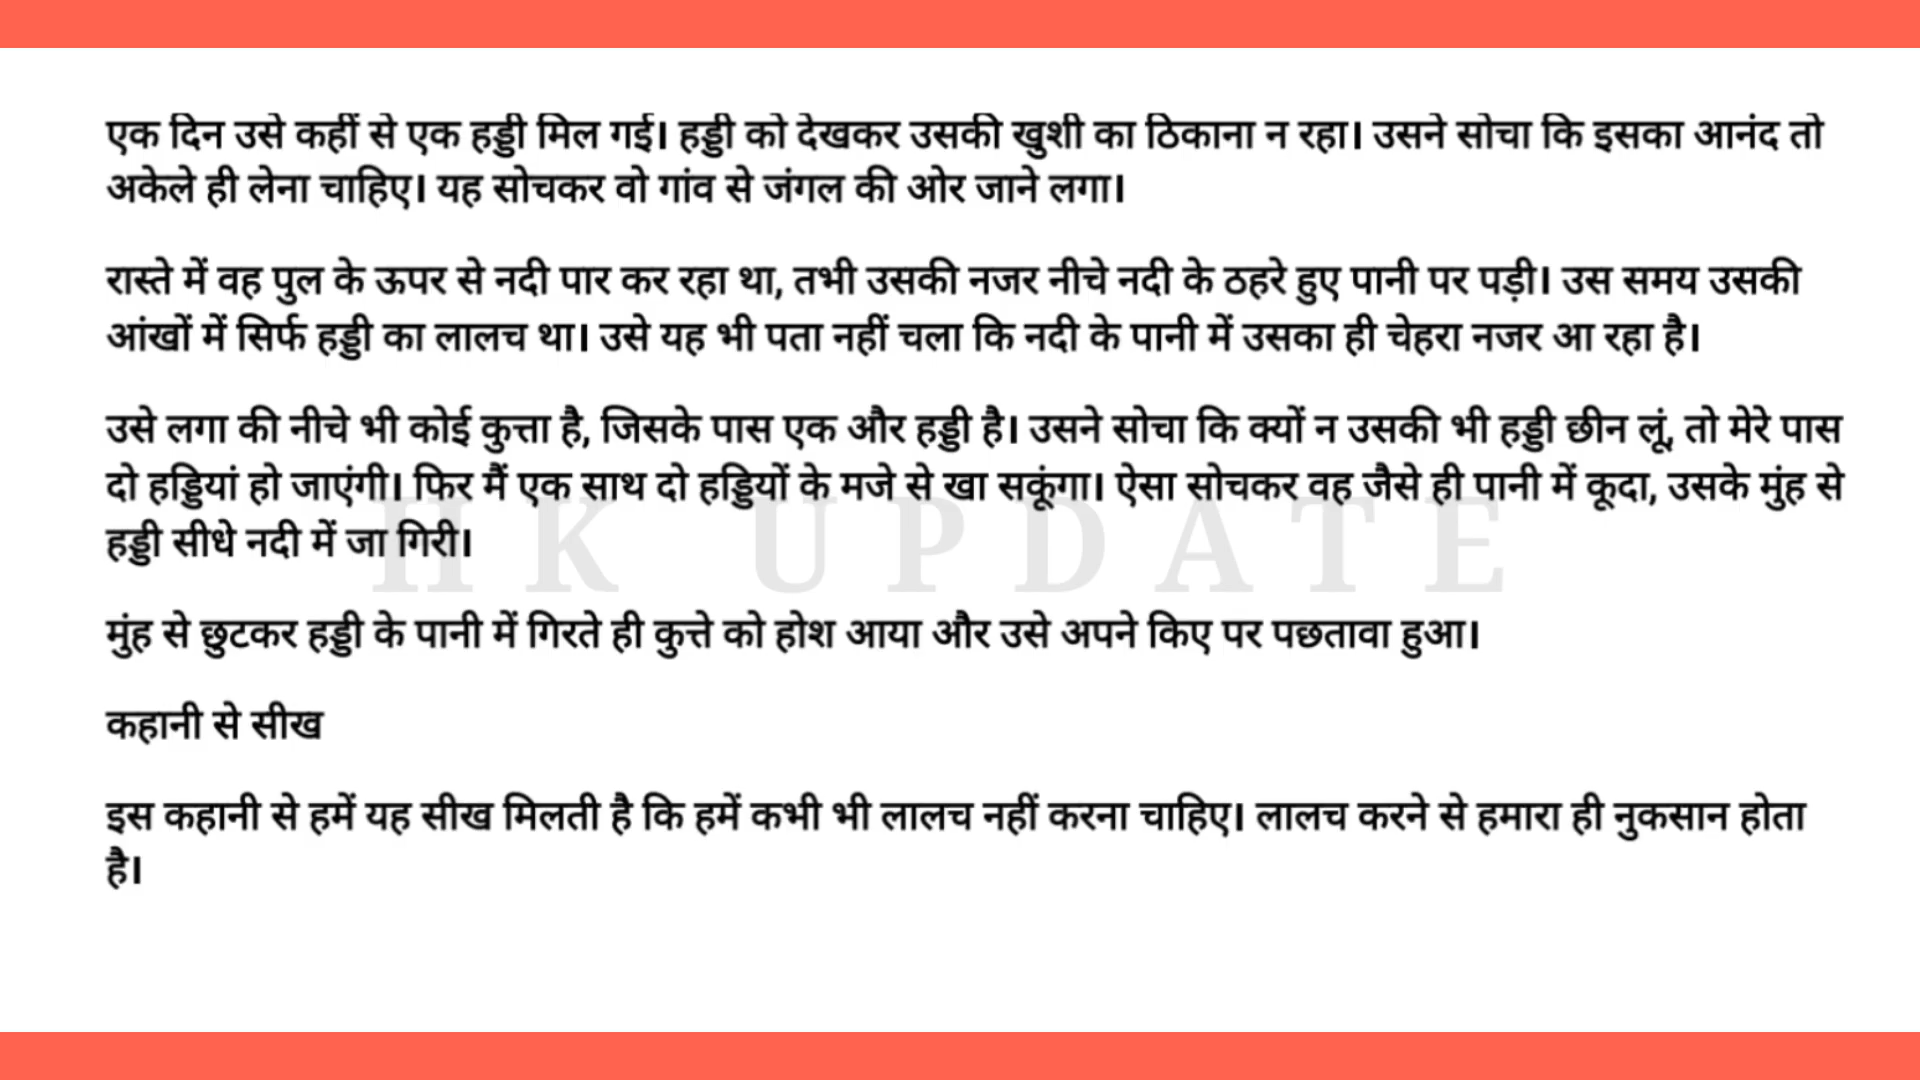 एक दिन उसे कहीं से एक हड्डी मिल गई। हड्डी को देखकर उसकी खुशी का ठिकाना न रहा। उसने सोचा कि इसका आनंद तो
अकेले ही लेना चाहिए। यह सोचकर वो गांव से जंगल की ओर जाने लगा।
रास्ते में वह पुल के ऊपर से नदी पार कर रहा था, तभी उसकी नजर नीचे नदी के ठहरे हुए पानी पर पड़ी। उस समय उसकी
आंखों में सिर्फ हड्डी का लालच था। उसे यह भी पता नहीं चला कि नदी के पानी में उसका ही चेहरा नजर आ रहा है।
उसे लगा की नीचे भी कोई कुत्ता है, जिसके पास एक और हड्डी है। उसने सोचा कि क्यों न उसकी भी हड्डी छीन लूं, तो मेरे पास
दो हड्डियां हो जाएंगी। फिर मैं एक साथ दो हड्डियों के मजे से खा सकूंगा। ऐसा सोचकर वह जैसे ही पानी में कूदा, उसके मुंह से
हड्डी सीधे नदी में जा गिरी।
HK UPDATE
मुंह से छुटकर हड्डी के पानी में गिरते ही कुत्ते को होश आया और उसे अपने किए पर पछतावा हुआ।
कहानी से सीख
इस कहानी से हमें यह सीख मिलती है कि हमें कभी भी लालच नहीं करना चाहिए। लालच करने से हमारा ही नुकसान होता
है।